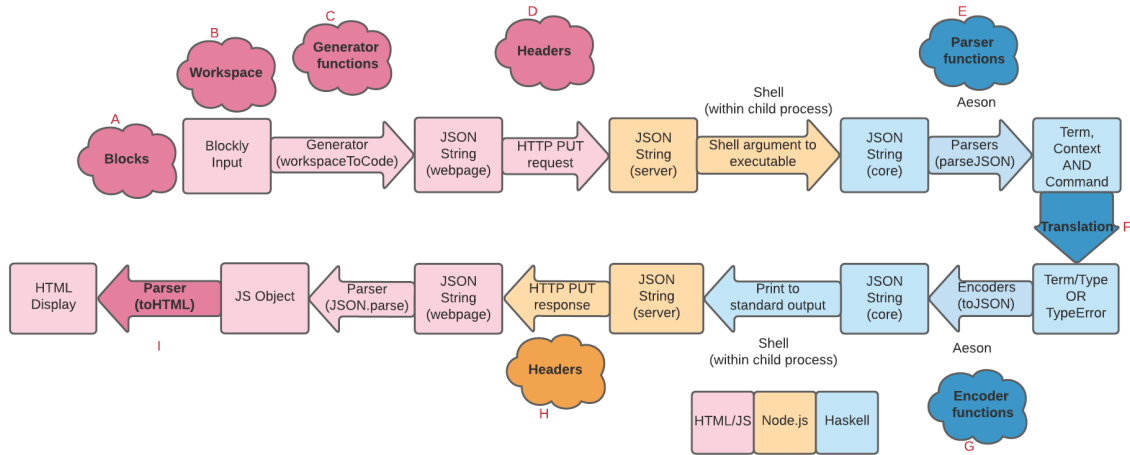 A
Blocks
B
Workspace
C
Generator
functions
D
Headers
E
Parser
functions
Blockly
Input
Generator
(workspaceToCode)
JSON
String
(webpage)
HTTP PUT
request
JSON
String
(server)
Shell
(within child process)
Shell argument to
executable
JSON
String
(core)
Aeson
Parsers
(parseJSON)
Term,
Context
AND
Command
Translation
F
HTML
Display
Parser
(toHTML)
I
JS Object
Parser
(JSON.parse)
JSON
String
(webpage)
HTTP PUT
response
Headers
H
JSON
String
(server)
Print to
standard output
Shell
(within child process)
JSON
String
(core)
Encoders
(toJSON)
Aeson
Term/Type
OR
TypeError
Encoder
functions
G
HTML/JS
Node.js
Haskell